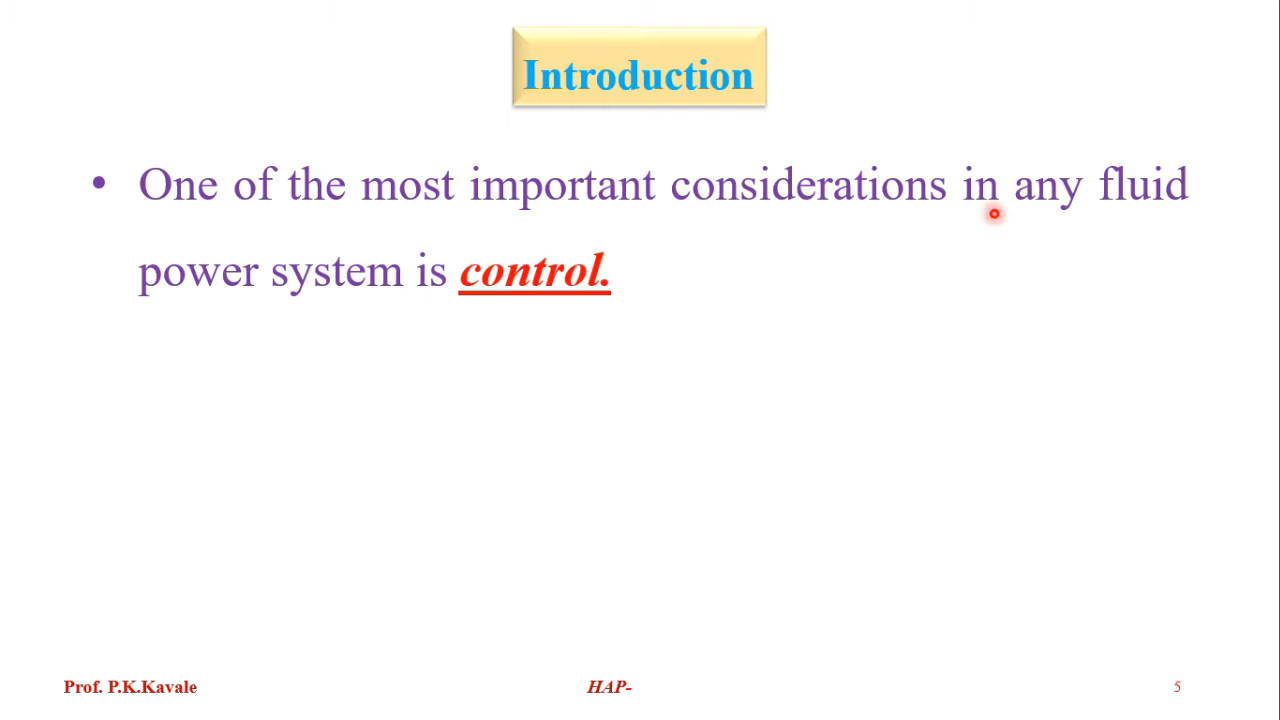 Introduction
• One of the most important considerations in any fluid
power system is control.
Prof. P.K.Kavale
HAP-
5